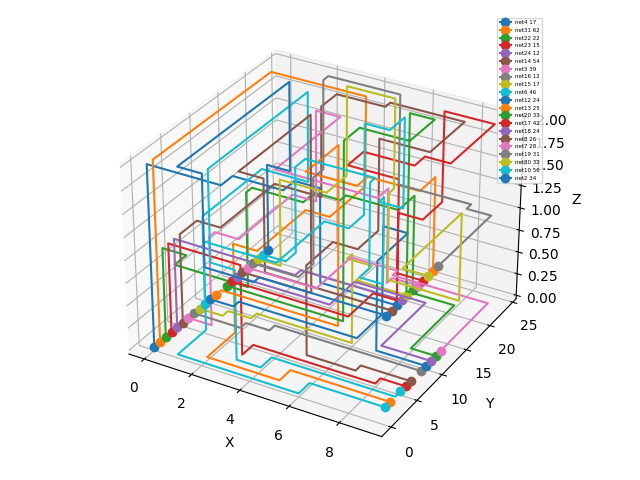 net4 17
net31 62
net22 22
net23 15
net24 12
net14 54
net3 39
net16 12
net15 17
net6 46
net12 24
net13 25
net20 33
net17 42
net18 24
net8 26
net7 28
net19 31
net10 56
net2 34
.00
.75
.50
1.25
1.00
0.75
0.50
0.25
0.00
Z
25
20
15
10
5
0
Y
0
2
4
6
8
X